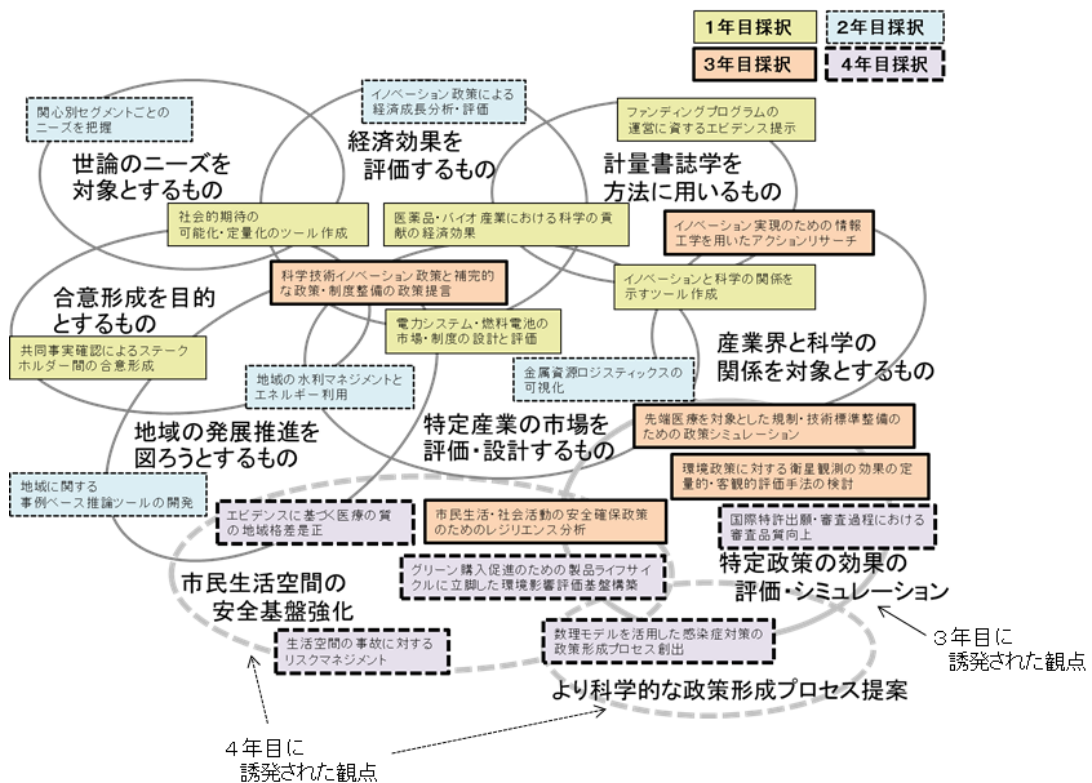 1年目採択
2年目採択
3年目採択
4年目採択
関心別セグメントごとの
ニーズを把握
イノベーション政策による
経済成長分析・評価
ファンディングプログラムの
運営に資するエビデンス提示
世論のニーズを
対象とするもの
経済効果を
評価するもの
計量書誌学を
方法に用いるもの
社会的期待の
可能化・定量化のツール作成
医薬品・バイオ産業における科学の貢
献の経済効果
イノベーション実現のための情報
工学を用いたアクションリサーチ
科学技術イノベーション政策と補完的
な政策・制度整備の政策提言
イノベーションと科学の関係を
示すツール作成
合意形成を目的
とするもの
電力システム・燃料電池の
市場・制度の設計と評価
産業界と科学の
関係を対象とするもの
共同事実確認によるステーク
ホルダー間の合意形成
地域の水利マネジメントと
エネルギー利用
金属資源ロジスティックスの
可視化
地域の発展推進を
図ろうとするもの
特定産業の市場を
評価・設計するもの
先端医療を対象とした規制・技術標準整備の
ための政策シミュレーション
環境政策に対する衛星観測の効果の定
量的・客観的評価手法の検討
地域に関する
事例ベース推論ツールの開発
エビデンスに基づく医療の質
の地域格差是正
市民生活・社会活動の安全確保政策
のためのレジリエンス分析
国際特許出願・審査過程における
審査品質向上
グリーン購入促進のための製品ライフサイ
クルに立脚した環境影響評価基盤構築
特定政策の効果の
評価・シミュレーション
市民生活空間の
安全基盤強化
生活空間の事故に対する
リスクマネジメント
数理モデルを活用した感染症対策の
政策形成プロセス創出
3年目に
誘発された観点
より科学的な政策形成プロセス提案
4年目に
誘発された観点